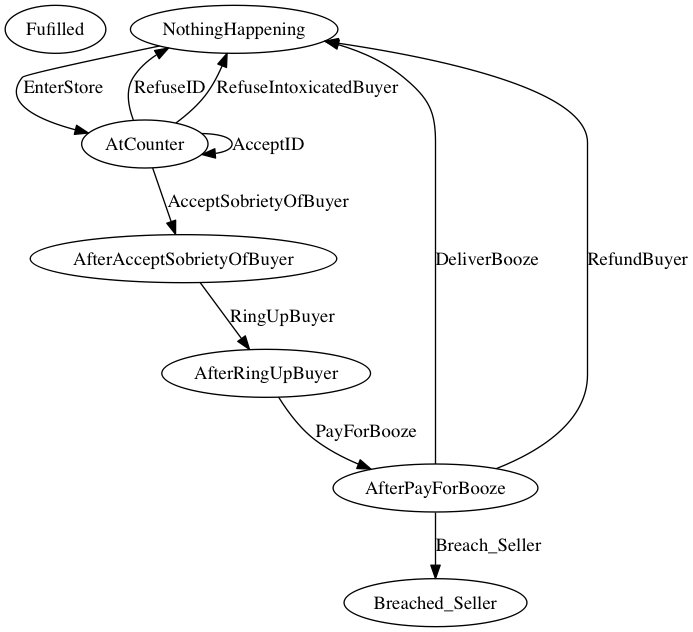 Fufilled
NothingHappening
EnterStore
RefuseID
RefuseIntoxicatedBuyer
AtCounter
AcceptID
AcceptSobrietyOfBuyer
AfterAcceptSobrietyOfBuyer
DeliverBooze
RefundBuyer
RingUpBuyer
AfterRingUpBuyer
PayForBooze
AfterPayForBooze
Breach_Seller
Breached_Seller